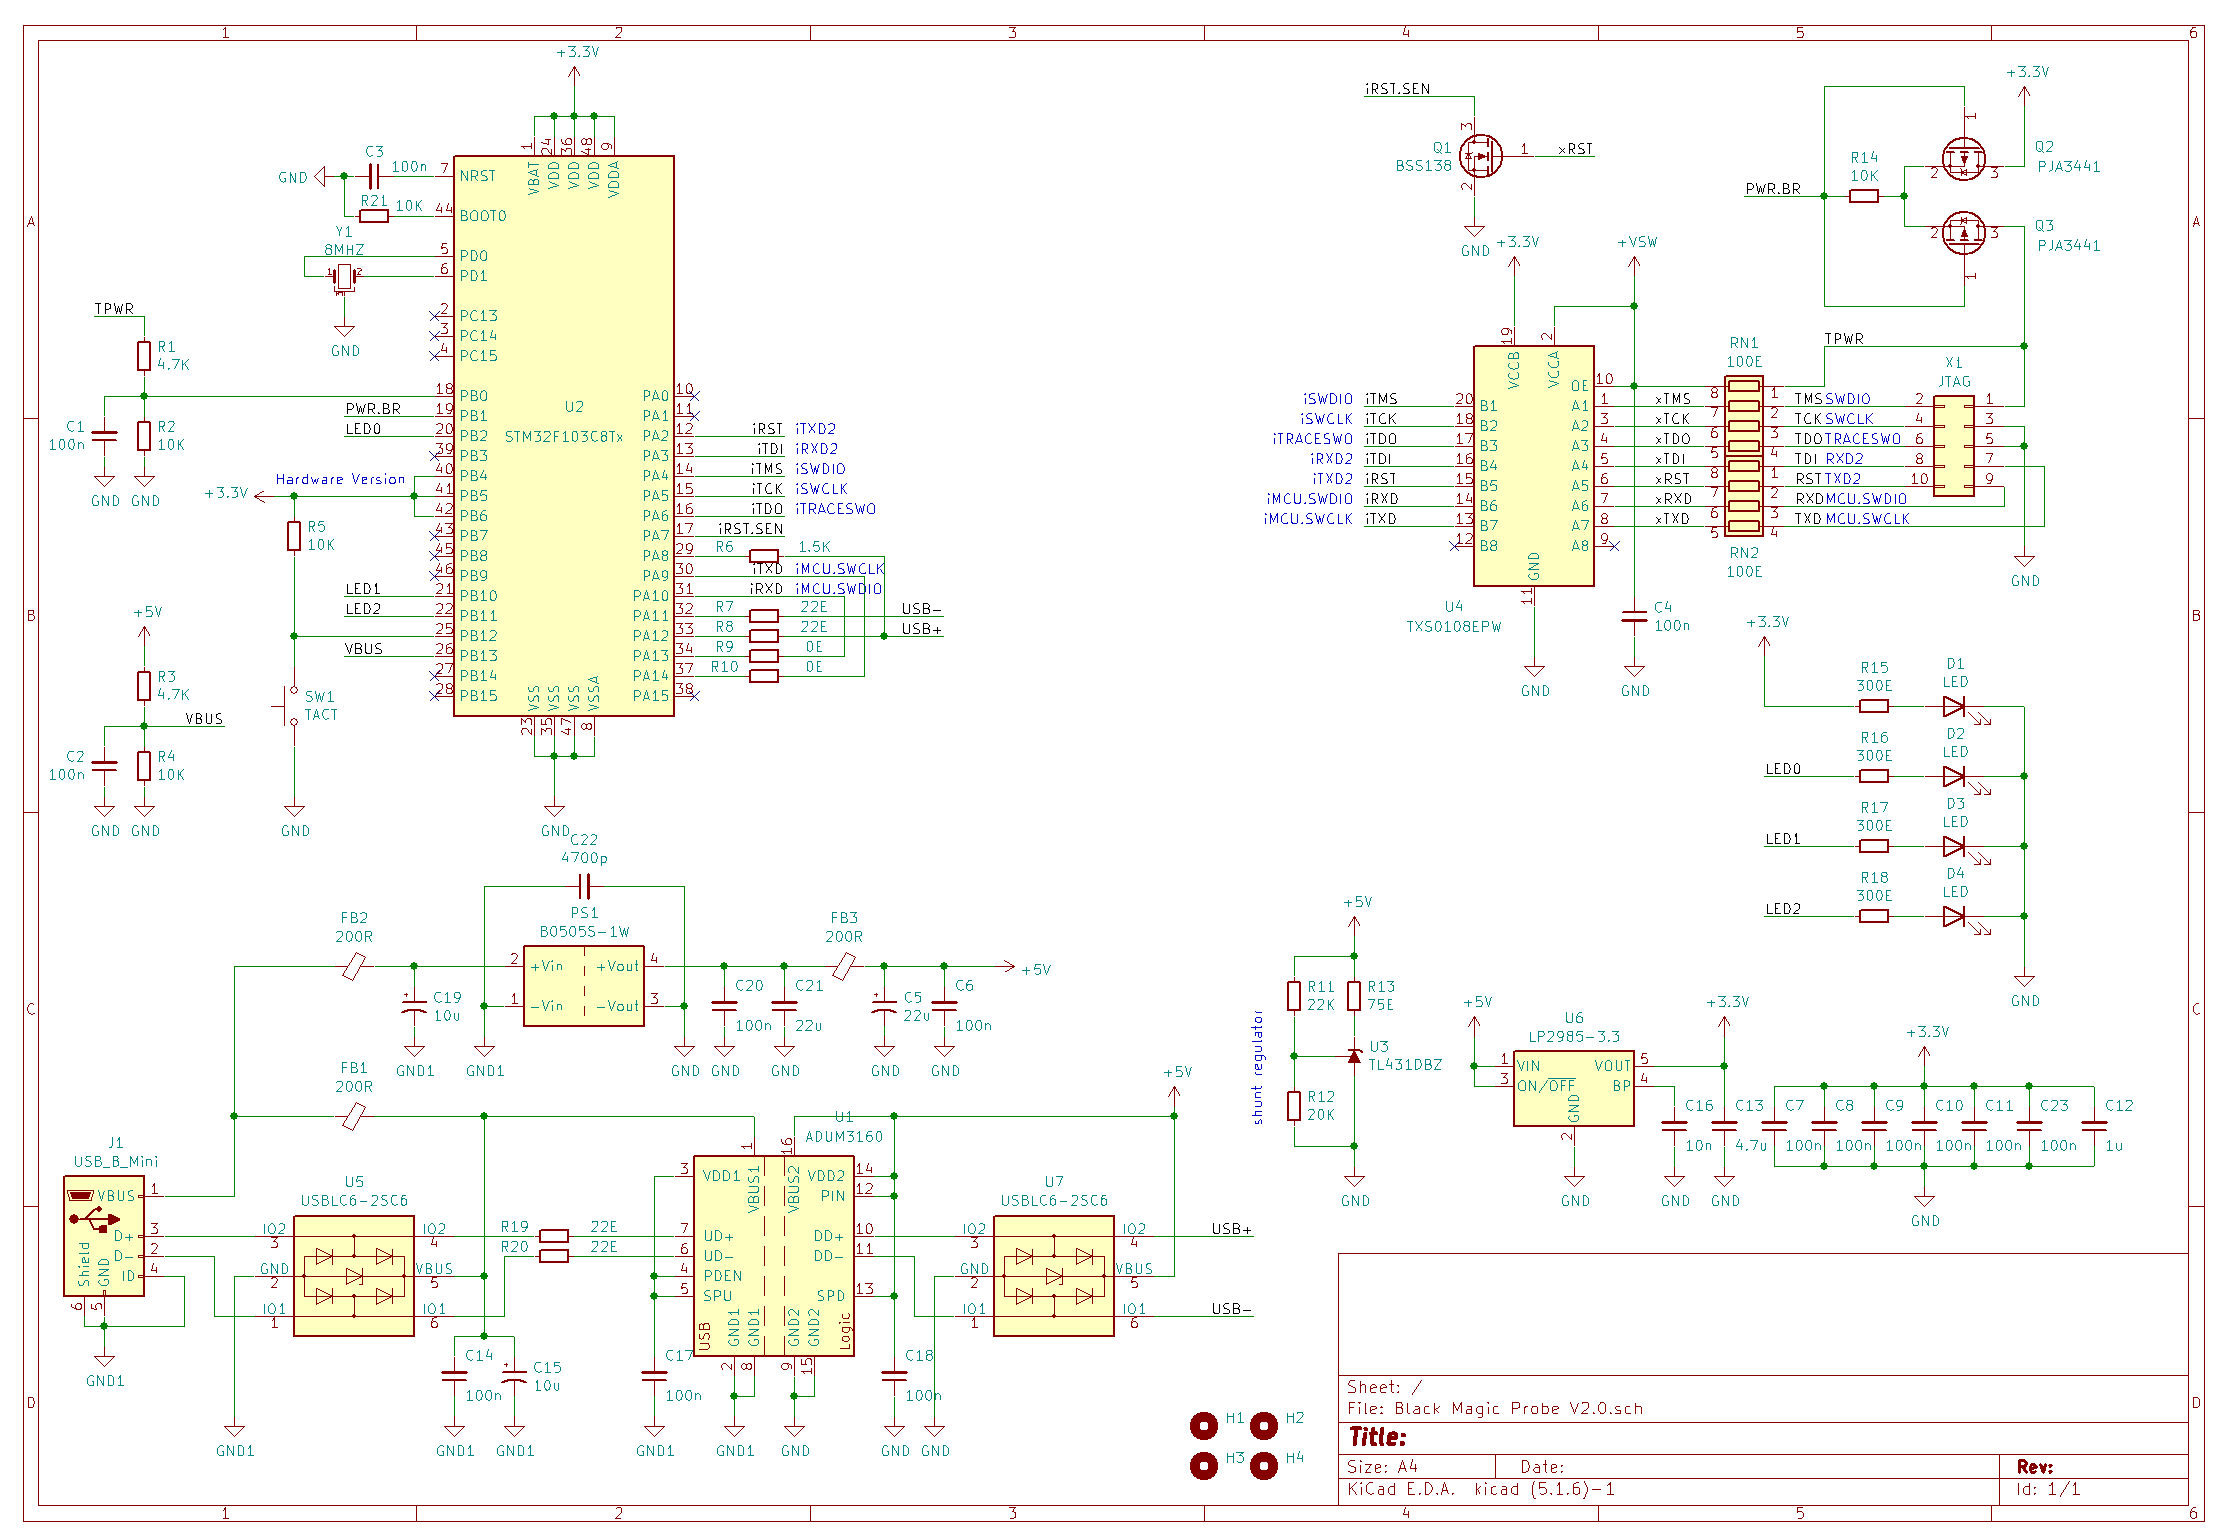 1 2 3 4 5 6
A
B
C
D
+3.3V
1 24 36 48 9
VBAT VDD VDD VDD VDDA
GND
C3
100n
R21 10K
Y1
8MHZ
1 2
GND
7 NRST
44 BOOT0
5 PD0
6 PD1
2 PC13
3 PC14
4 PC15
18 PB0
19 PB1
20 PB2
39 PB3
40 PB4
41 PB5
42 PB6
43 PB7
45 PB8
46 PB9
21 PB10
22 PB11
25 PB12
26 PB13
27 PB14
28 PB15
U2
STM32F103C8Tx
PA0 10
PA1 11
PA2 12 iRST iTXD2
PA3 13 iTDI iRXD2
PA4 14 iTMS iSWDIO
PA5 15 iTCK iSWCLK
PA6 16 iTDO iTRACESWO
PA7 17 iRST.SEN
PA8 29 R6 1.5K
PA9 30 iTXD iMCU.SWCLK
PA10 31 iRXD iMCU.SWDIO
PA11 32 R7 22E USB-
PA12 33 R8 22E USB+
PA13 34 R9 0E
PA14 37 R10 0E
PA15 38
VSS VSS VSS VSSA
23 35 47 8
GND
PWR.BR
LED0
LED1
LED2
VBUS
Hardware Version
+3.3V
R5
10K
SW1
TACT
GND
TPWR
R1
4.7K
C1
100n
R2
10K
GND GND
+5V
R3
4.7K
VBUS
C2
100n
R4
10K
GND GND
iRST.SEN
3
Q1
BSS138
1 xRST
2
GND
+3.3V
+VSW
19 2
VCCB VCCA
OE 10
iSWDIO iTMS 20 B1 A1 1 xTMS
iSWCLK iTCK 18 B2 A2 3 xTCK
iTRACESWO iTDO 17 B3 A3 4 xTDO
iRXD2 iTDI 16 B4 A4 5 xTDI
iTXD2 iRST 15 B5 A5 6 xRST
iMCU.SWDIO iRXD 14 B6 A6 7 xRXD
iMCU.SWCLK iTXD 13 B7 A7 8 xTXD
12 B8 A8 9
GND
11
U4
TXS0108EPW
GND
C4
100n
GND
RN1
100E
8 1
7 2
6 3
5 4
8 1
7 2
6 3
5 4
RN2
100E
TPWR
TMS SWDIO
TCK SWCLK
TDO TRACESWO
TDI RXD2
RST TXD2
RXD MCU.SWDIO
TXD MCU.SWCLK
X1
JTAG
2 1
4 3
6 5
8 7
10 9
GND
+3.3V
1
Q2
PJA3441
2 3
R14
10K
PWR.BR
Q3
PJA3441
2 3
1
+3.3V
R15
300E
D1
LED
LED0
R16
300E
D2
LED
LED1
R17
300E
D3
LED
LED2
R18
300E
D4
LED
GND
C22
4700p
PS1
B0505S-1W
2 +Vin +Vout 4
1 -Vin -Vout 3
FB2
200R
C19
10u
GND1 GND1
FB3
200R
C20
100n
C21
22u
C5
22u
C6
100n
+5V
GND GND GND GND GND
FB1
200R
J1
USB_B_Mini
VBUS 1
D+ 3
D- 2
ID 4
Shield GND
6 5
GND1
U5
USBLC6-2SC6
IO2 3
GND 2
IO1 1
IO2 4
VBUS 5
IO1 6
GND1
R19 22E
R20 22E
C14
100n
C15
10u
GND1 GND1
U1
ADUM3160
1 16
VBUS1 VBUS2
3 VDD1 VDD2 14
PIN 12
7 UD+ DD+ 10
6 UD- DD- 11
4 PDEN
5 SPU SPD 13
USB GND1 GND1 GND2 GND2 Logic
2 8 9 15
C17
100n
GND1 GND1 GND
C18
100n
GND GND
+5V
U7
USBLC6-2SC6
IO2 3
GND 2
IO1 1
IO2 4
VBUS 5
IO1 6
USB+
USB-
+5V
R11
22K
R13
75E
U3
TL431DBZ
R12
20K
shunt regulator
GND
+5V
U6
LP2985-3.3
1 VIN VOUT 5
3 ON/OFF BP 4
GND
2
GND
+3.3V
C16
10n
C13
4.7u
GND GND
+3.3V
C7
100n
C8
100n
C9
100n
C10
100n
C11
100n
C23
100n
C12
1u
GND
H1 H2
H3 H4
Sheet: /
File: Black Magic Probe V2.0.sch
Title:
Size: A4 Date: Rev:
KiCad E.D.A. kicad (5.1.6)-1 Id: 1/1
A
B
C
D
1 2 3 4 5 6